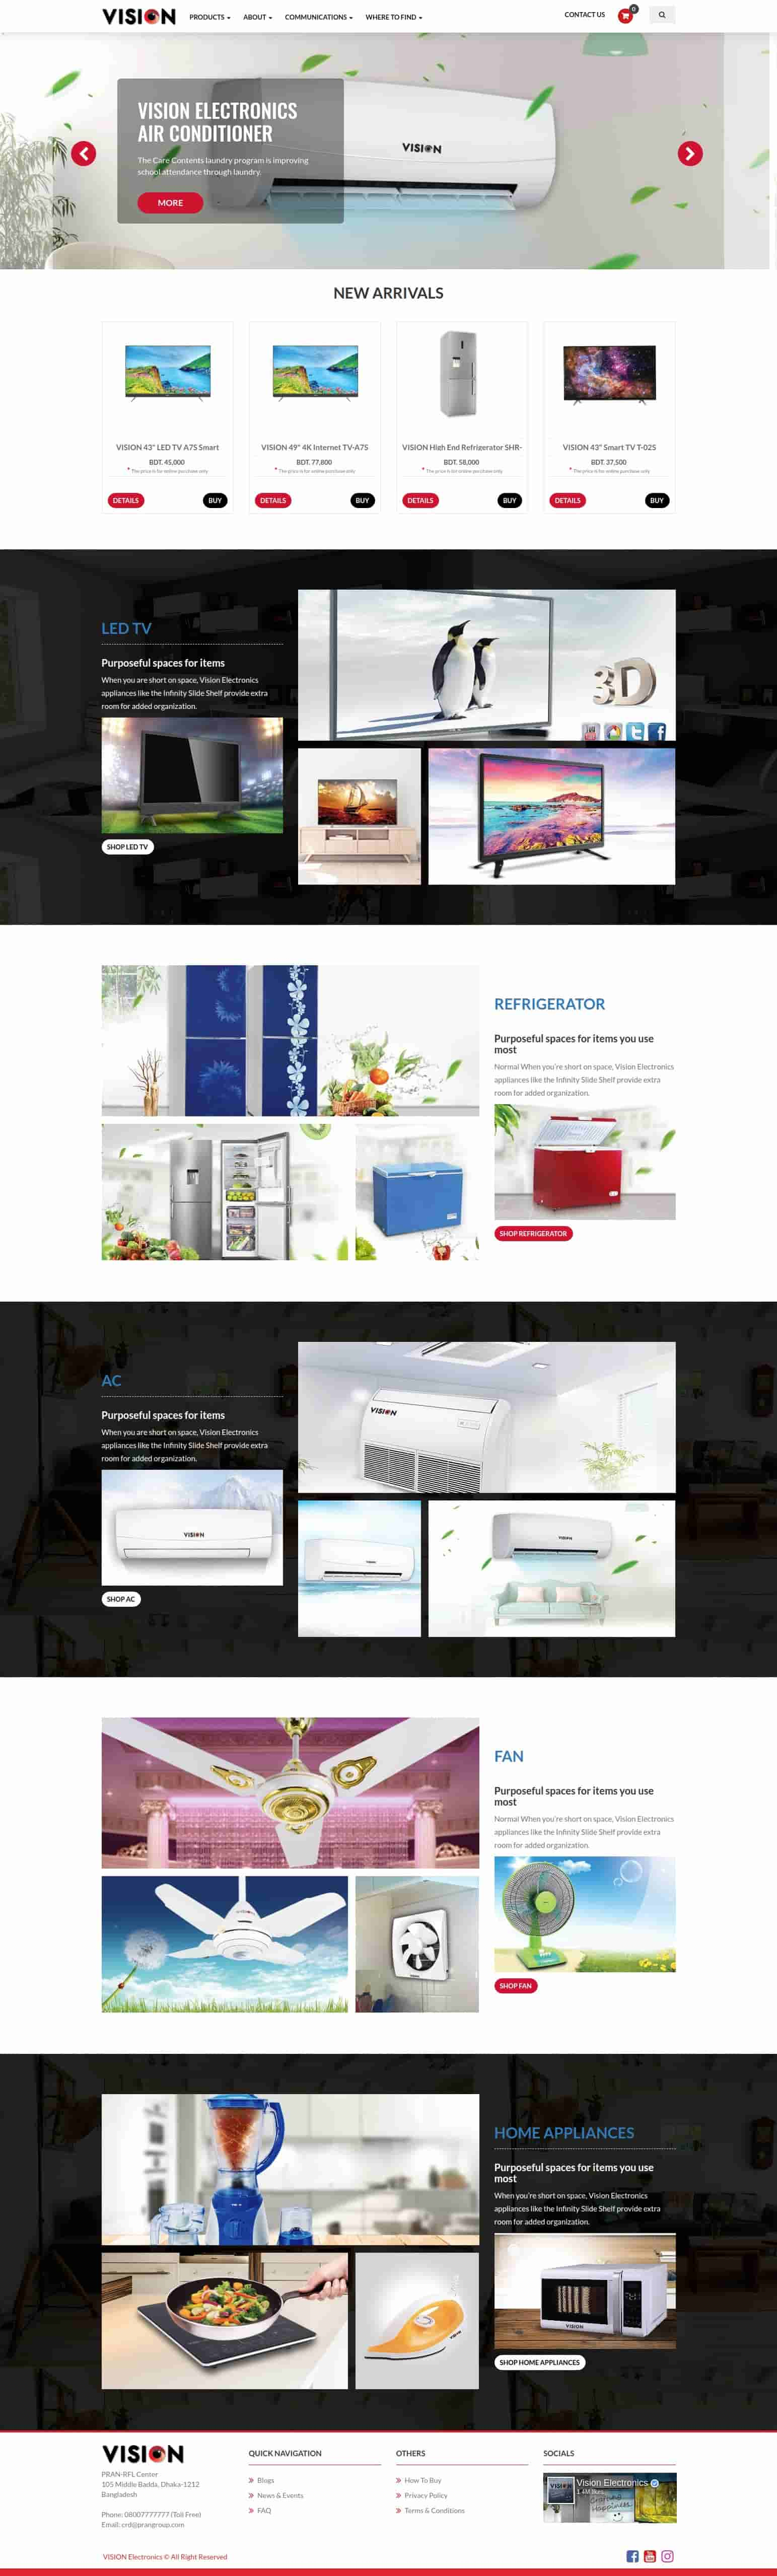 VISION
PRODUCTS
ABOUT
COMMUNICATIONS
WHERE TO FIND
CONTACT US
0
VISION ELECTRONICS
AIR CONDITIONER
The Care Contents laundry program is improving
school attendance through laundry.
MORE
VISION
NEW ARRIVALS
VISION 43" LED TV A7S Smart
BDT. 45,000
* The price is for online purchase only
DETAILS
BUY
VISION 49" 4K Internet TV-A7S
BDT. 77,800
* The price is for online purchase only
DETAILS
BUY
VISION High End Refrigerator SHR-
BDT. 58,000
* The price is for online purchase only
DETAILS
BUY
VISION 43" Smart TV T-02S
BDT. 37,500
* The price is for online purchase only
DETAILS
BUY
LED TV
Purposeful spaces for items
When you are short on space, Vision Electronics
appliances like the Infinity Slide Shelf provide extra
room for added organization.
SHOP LED TV
3D
REFRIGERATOR
Purposeful spaces for items you use
most
Normal When you're short on space, Vision Electronics
appliances like the Infinity Slide Shelf provide extra
room for added organization.
SHOP REFRIGERATOR
AC
Purposeful spaces for items
When you are short on space, Vision Electronics
appliances like the Infinity Slide Shelf provide extra
room for added organization.
VISION
SHOP AC
VISION
VISION
FAN
Purposeful spaces for items you use
most
Normal When you're short on space, Vision Electronics
appliances like the Infinity Slide Shelf provide extra
room for added organization.
SHOP FAN
HOME APPLIANCES
Purposeful spaces for items you use
most
When you're short on space, Vision Electronics
appliances like the Infinity Slide Shelf provide extra
room for added organization.
VISION
VISION
SHOP HOME APPLIANCES
VISION
PRAN-RFL Center
105 Middle Badda, Dhaka-1212
Bangladesh
Phone: 08007777777 (Toll Free)
Email: crd@prangroup.com
QUICK NAVIGATION
Blogs
News & Events
FAQ
OTHERS
How To Buy
Privacy Policy
Terms & Conditions
SOCIALS
VISION
Vision Electronics
VISION Electronics © All Right Reserved